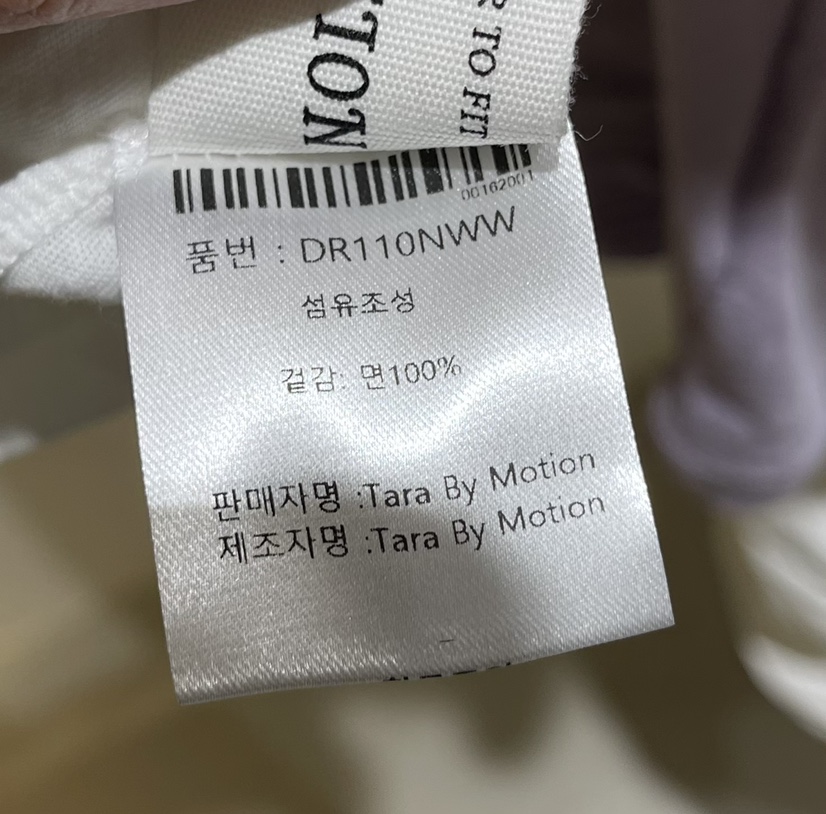 TION
R TO FIT
00162001
품번 : DR110NWW
섬유조성
겉감: 면100%
판매자명 :Tara By Motion
제조자명 :Tara By Motion